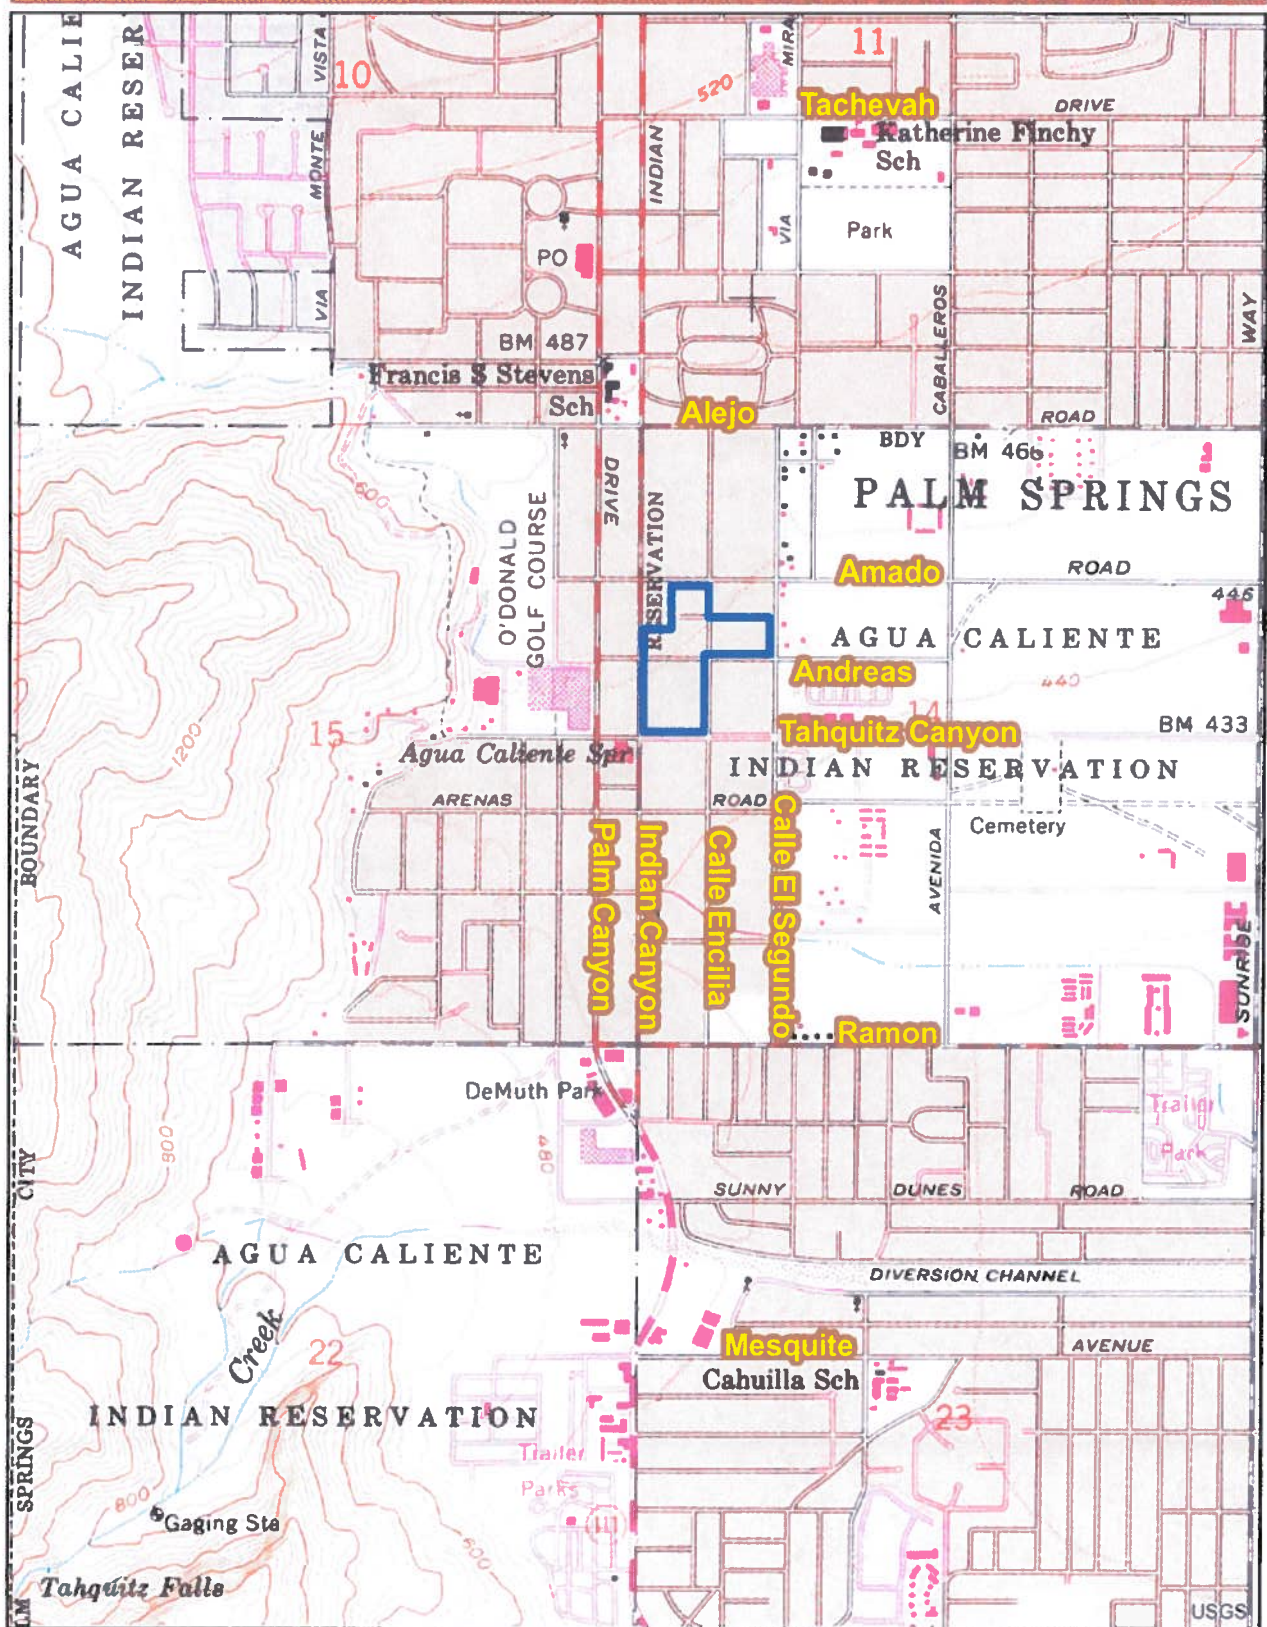 AGUA CALIE
INDIAN RESER
VISTA
10
520
MIRA
11
Tachevah
DRIVE
Katherine Finchy
Sch
MONTE
INDIAN
VIA
Park
PO
VIA
CABALLEROS
WAY
BM 487
Francis S Stevens
Sch
Alejo
ROAD
BDY
BM 466
PALM SPRINGS
600
DRIVE
O'DONALD
GOLF COURSE
RESERVATION
Amado
ROAD
446
AGUA CALIENTE
Andreas
440
1200
15
14
Tahquitz Canyon
BM 433
Agua Caliente Spr
INDIAN RESERVATION
ARENAS
ROAD
Cemetery
BOUNDARY
Palm Canyon
Indian Canyon
Calle Encilia
Calle El Segundo
AVENIDA
SUNRISE
Ramon
DeMuth Park
Trailer
Park
800
480
CITY
SUNNY
DUNES
ROAD
AGUA CALIENTE
DIVERSION CHANNEL
Creek
22
Mesquite
AVENUE
Cahuilla Sch
INDIAN RESERVATION
23
SPRINGS
Trailer
Parks
111
800
Gaging Sta
600
Tahquitz Falls
LM
USGS